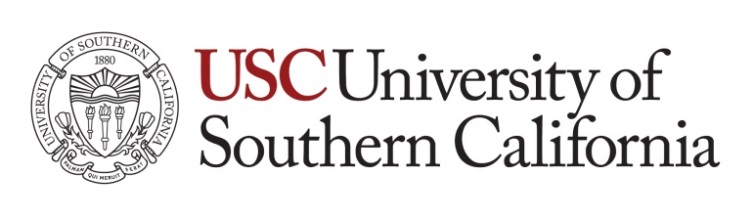 UNIVERSITY OF SOUTHERN CALIFORNIA
1880
PALMAM QUI MERUIT FERAT
USC University of
Southern California